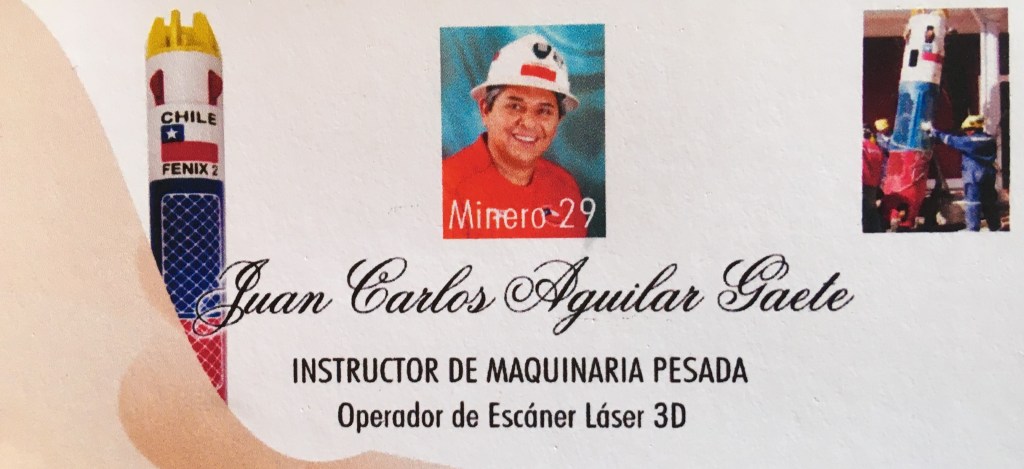 CHILE
FENIX 2
Minero 29
Juan Carlos Aguilar Gaete
INSTRUCTOR DE MAQUINARIA PESADA
Operador de Escáner Láser 3D